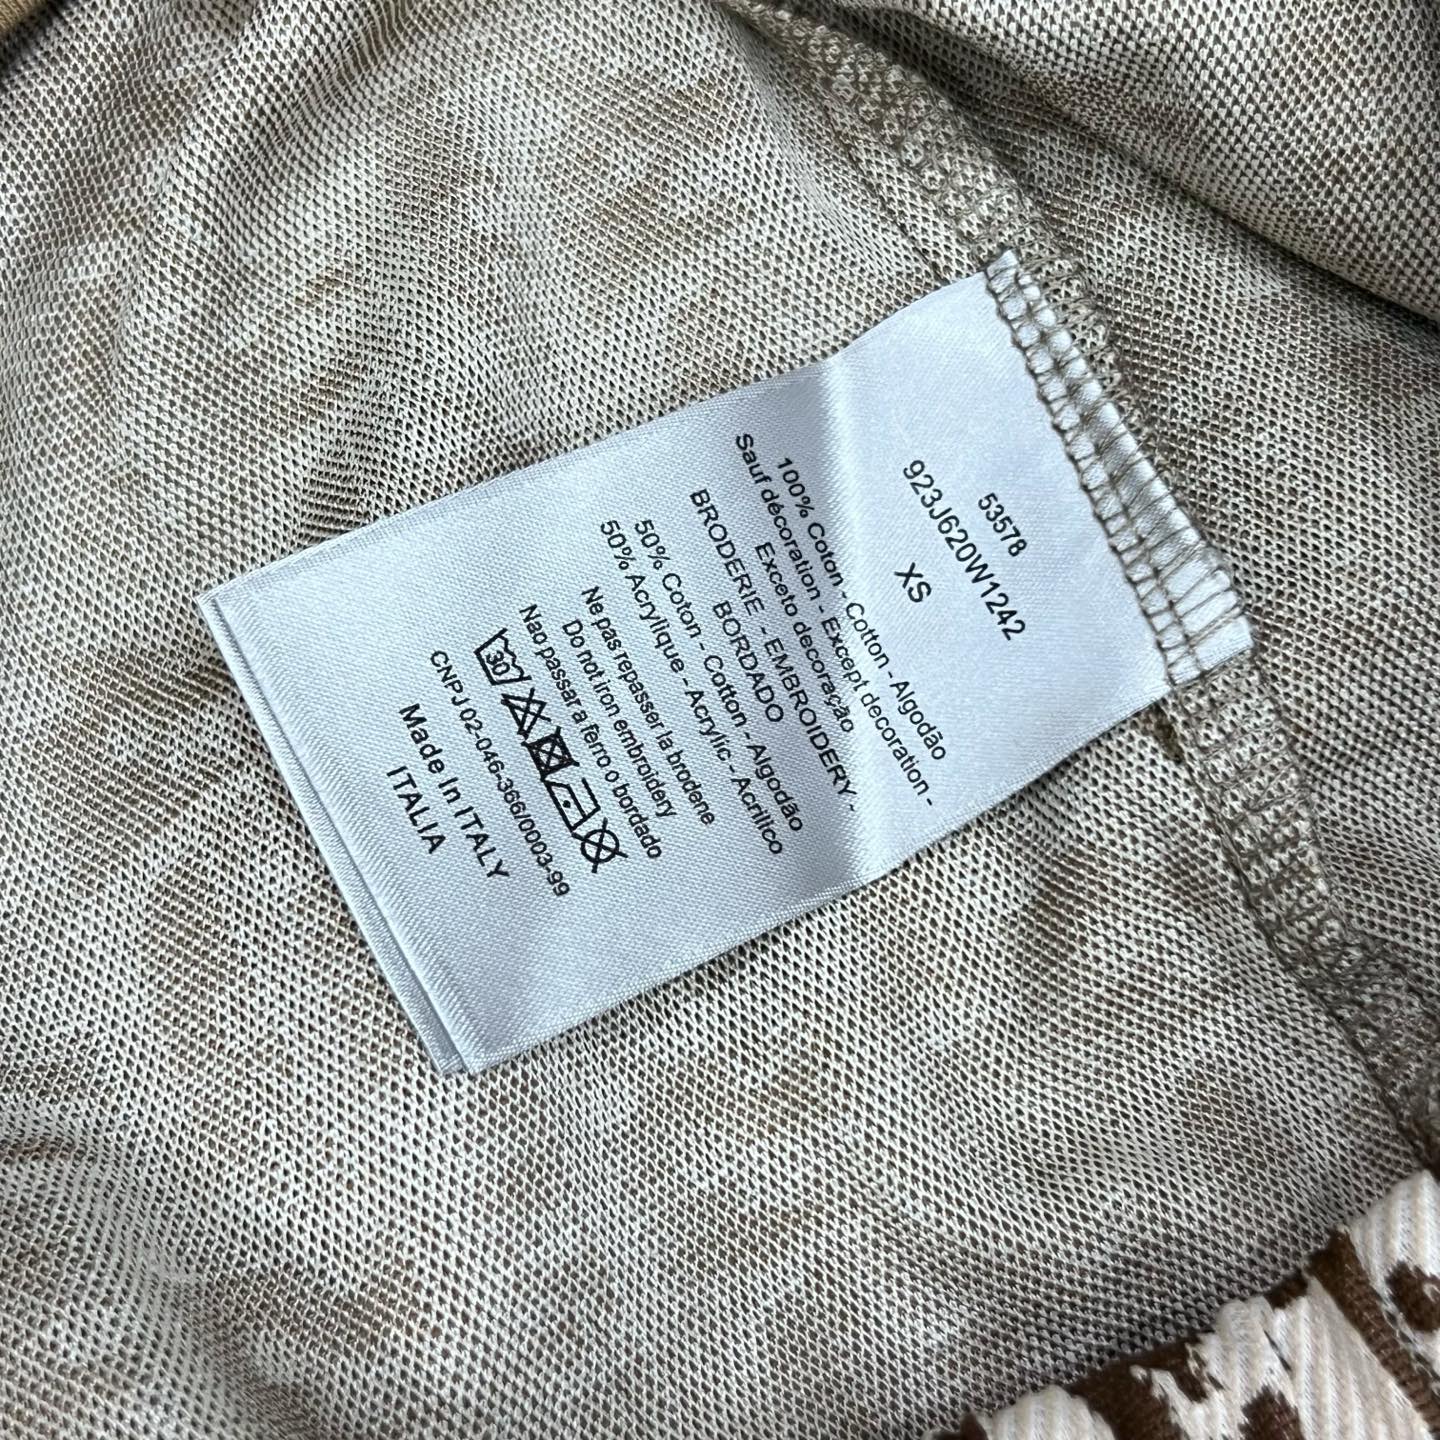 53578
923J620W1242
XS
100% Coton - Cotton - Algodão
Sauf décoration - Except decoration -
Exceto decoração
BRODERIE - EMBROIDERY -
BORDADO
50% Coton - Cotton - Algodão
50% Acrylique - Acrylic - Acrilico
Ne pas repasser la broderie
Do not iron embroidery
Nao passar a ferro o bordado
30
CNPJ 02-046-366/0003-99
Made In ITALY
ITALIA